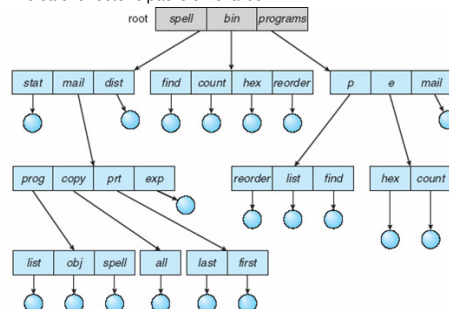 root spell bin programs
stat mail dist find count hex reorder p e mail
prog copy prt exp reorder list find hex count
list obj spell all last first